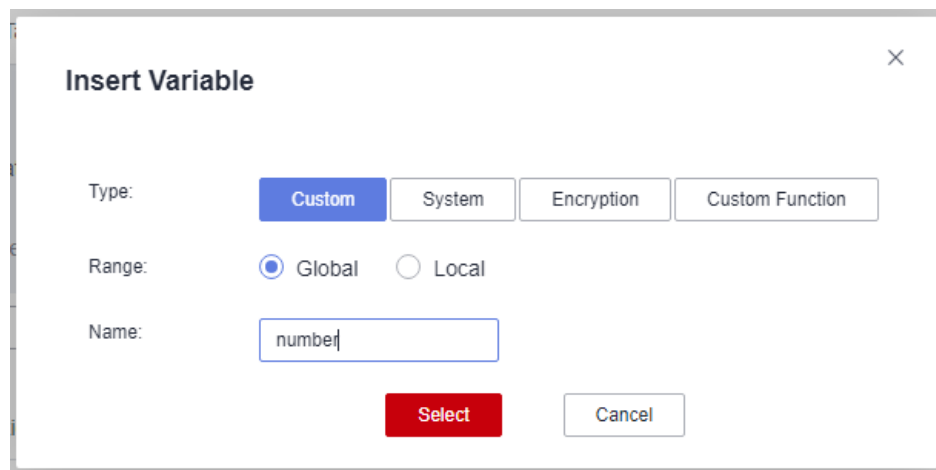 Insert Variable
Type:
Custom
System
Encryption
Custom Function
Range:
Global
Local
Name:
number
Select
Cancel